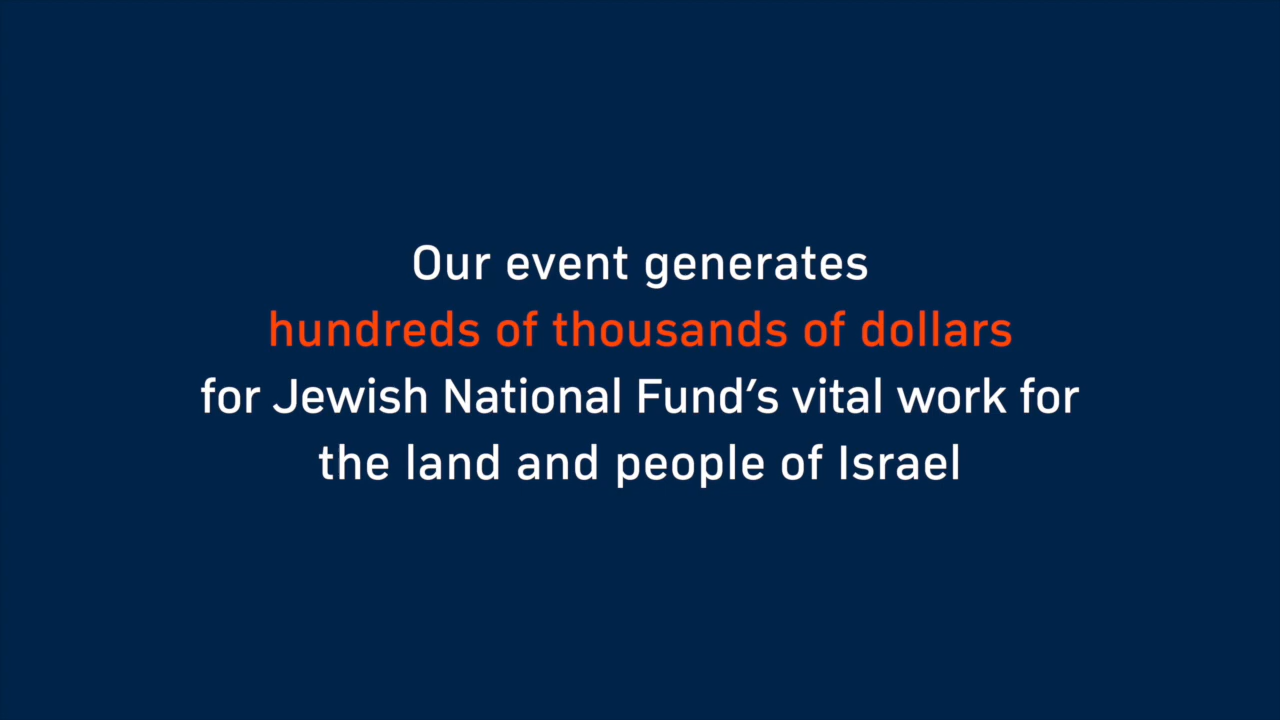 Our event generates
hundreds of thousands of dollars
for Jewish National Fund’s vital work for
the land and people of Israel